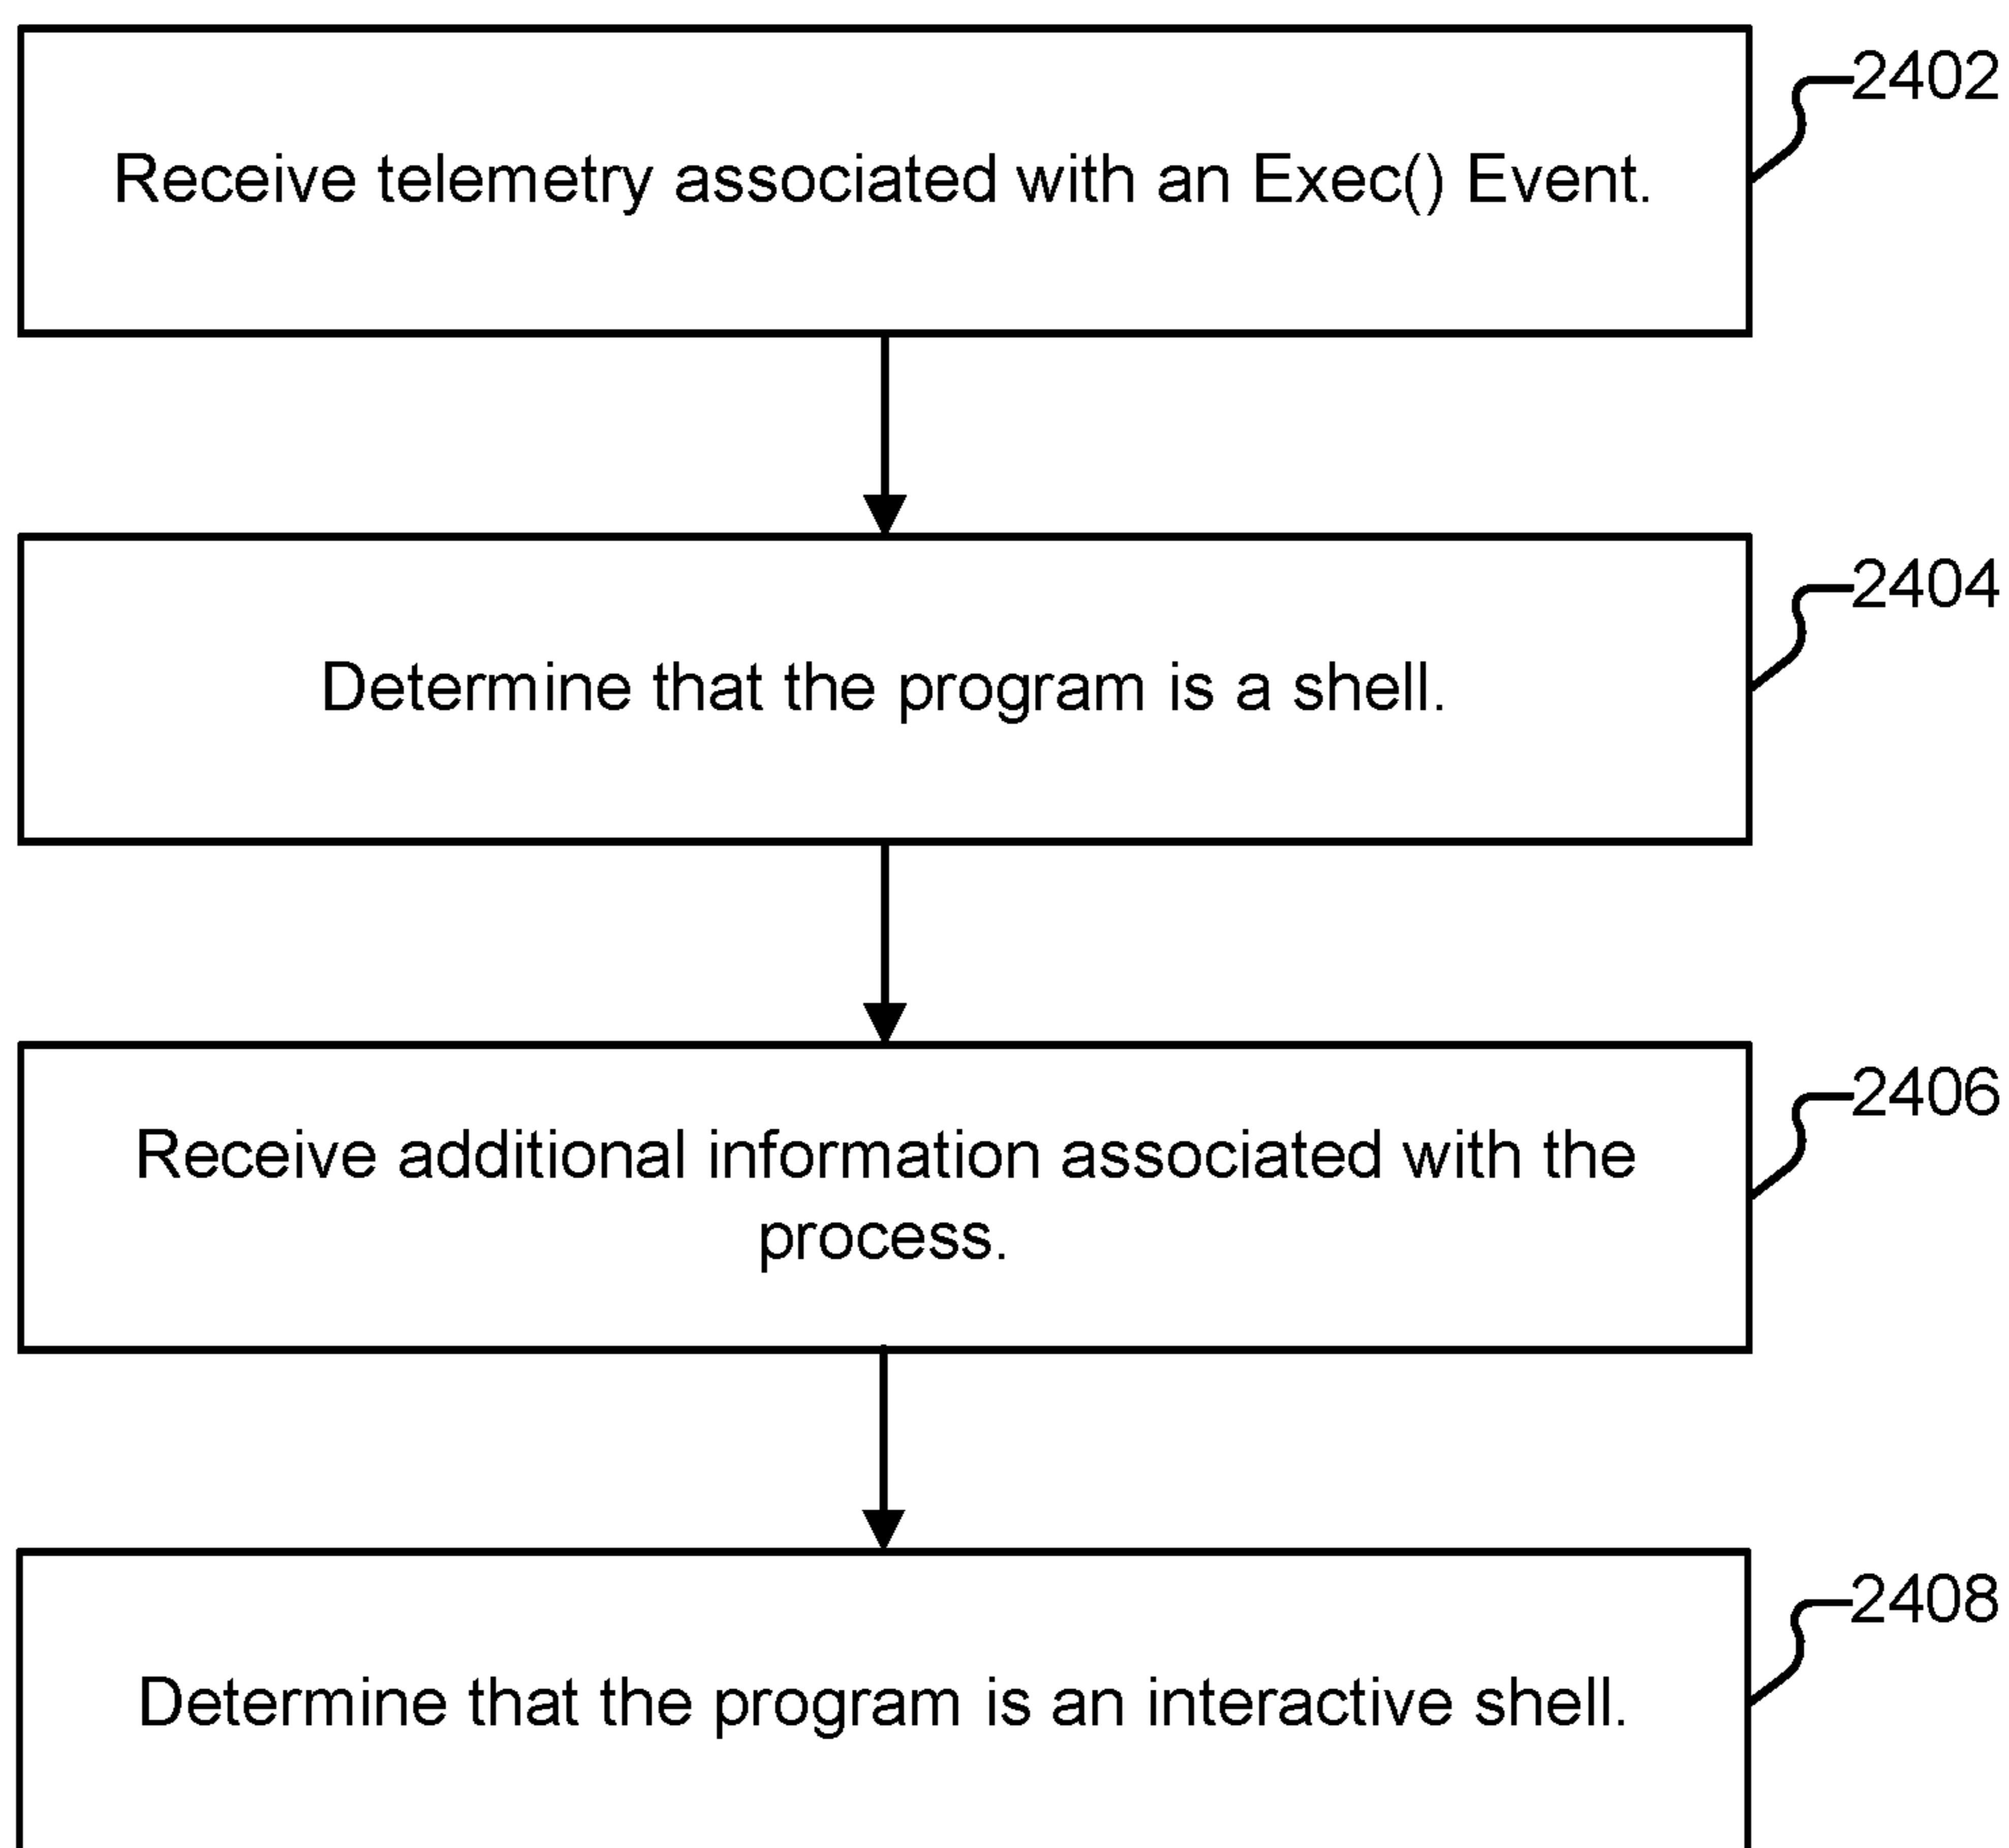 2402
Receive telemetry associated with an Exec() Event.
2404
Determine that the program is a shell.
2406
Receive additional information associated with the
process.
2408
Determine that the program is an interactive shell.